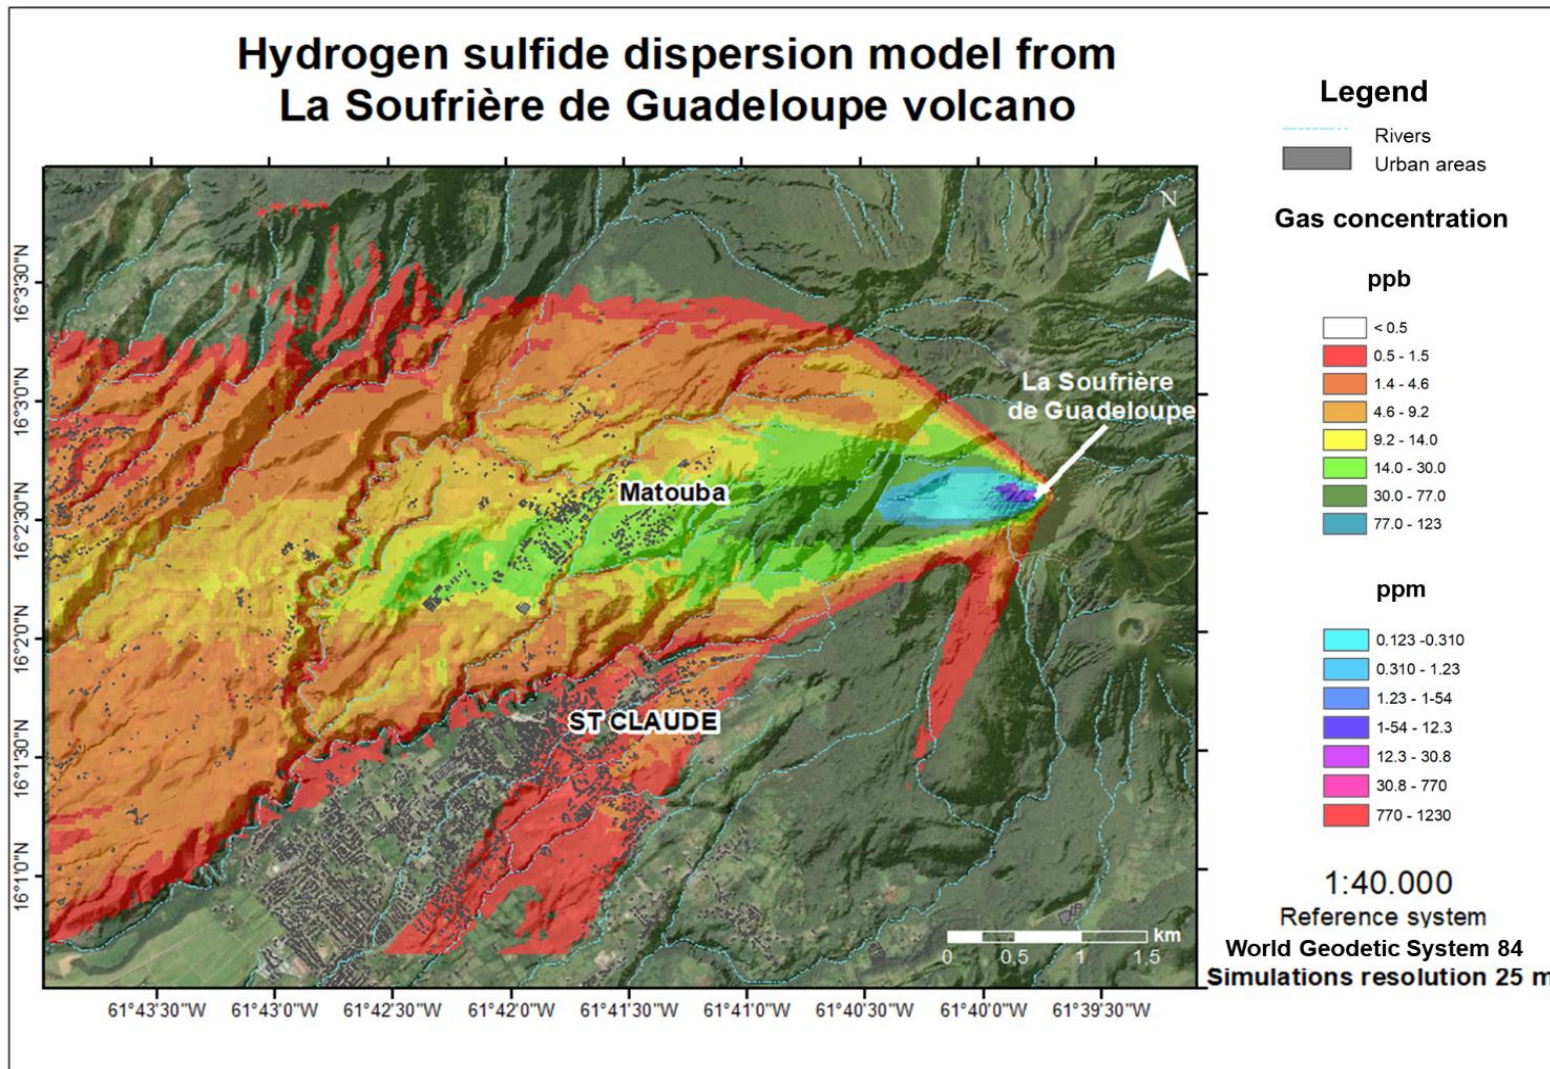 Hydrogen sulfide dispersion model from
La Soufrière de Guadeloupe volcano
Legend
Rivers
Urban areas
Gas concentration
ppb
< 0.5
0.5 - 1.5
1.4 - 4.6
4.6 - 9.2
9.2 - 14.0
14.0 - 30.0
30.0 - 77.0
77.0 - 123
ppm
0.123 -0.310
0.310 - 1.23
1.23 - 1-54
1-54 - 12.3
12.3 - 30.8
30.8 - 770
770 - 1230
1:40.000
Reference system
World Geodetic System 84
Simulations resolution 25 m
N
La Soufrière
de Guadeloupe
Matouba
ST CLAUDE
km
0 0.5 1 1.5
16°3'30"N
16°3'0"N
16°2'30"N
16°2'0"N
16°1'30"N
16°1'0"N
61°43'30"W 61°43'0"W 61°42'30"W 61°42'0"W 61°41'30"W 61°41'0"W 61°40'30"W 61°40'0"W 61°39'30"W